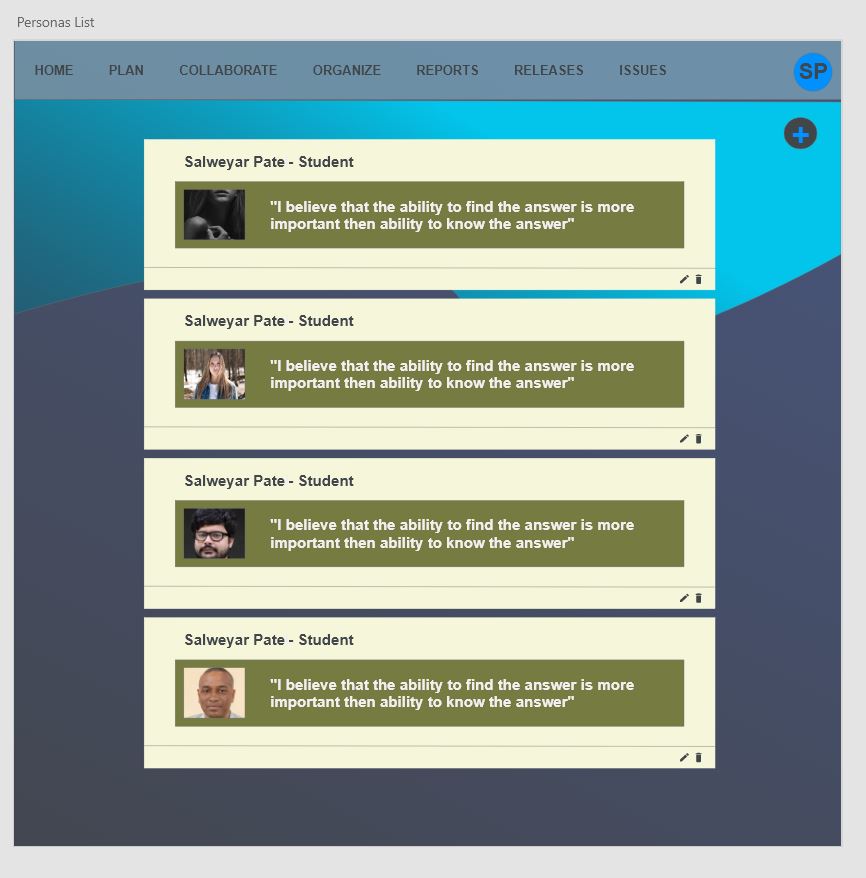 Personas List
HOME PLAN COLLABORATE ORGANIZE REPORTS RELEASES ISSUES SP
Salweyar Pate - Student
"I believe that the ability to find the answer is more
important then ability to know the answer"
Salweyar Pate - Student
"I believe that the ability to find the answer is more
important then ability to know the answer"
Salweyar Pate - Student
"I believe that the ability to find the answer is more
important then ability to know the answer"
Salweyar Pate - Student
"I believe that the ability to find the answer is more
important then ability to know the answer"